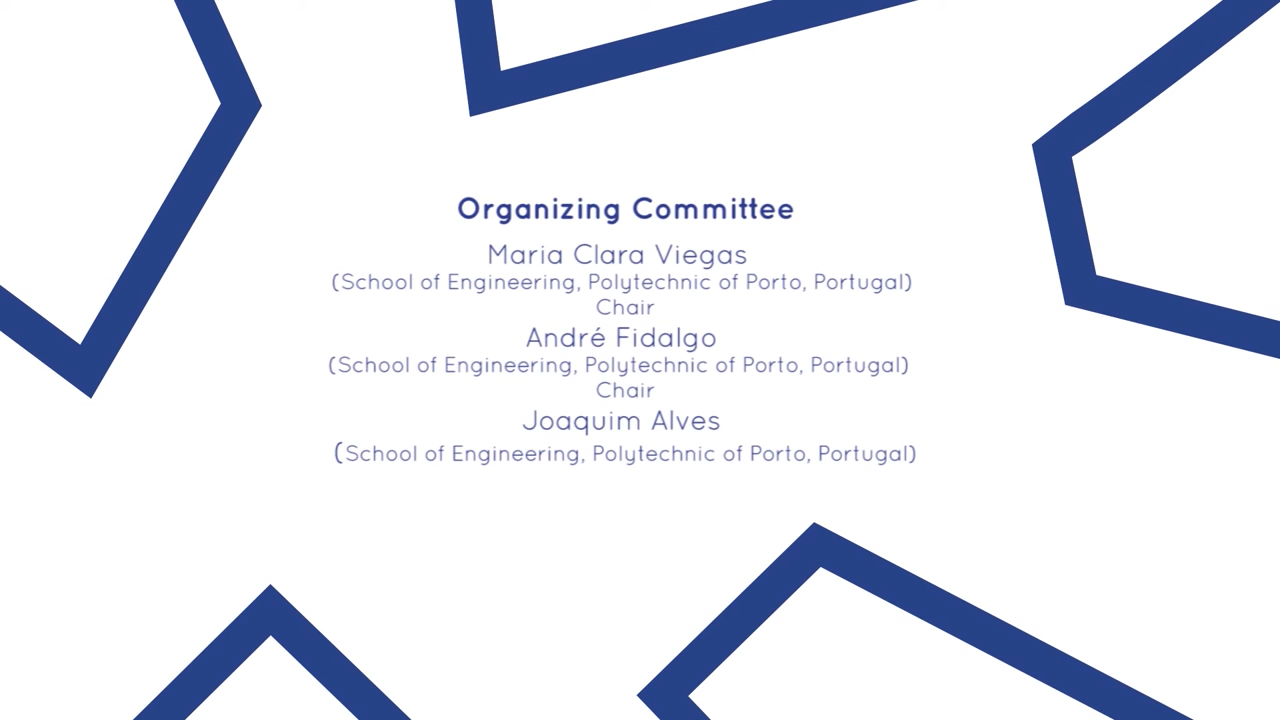 Organizing Committee
Maria Clara Viegas
(School of Engineering, Polytechnic of Porto, Portugal)
Chair
André Fidalgo
(School of Engineering, Polytechnic of Porto, Portugal)
Chair
Joaquim Alves
(School of Engineering, Polytechnic of Porto, Portugal)